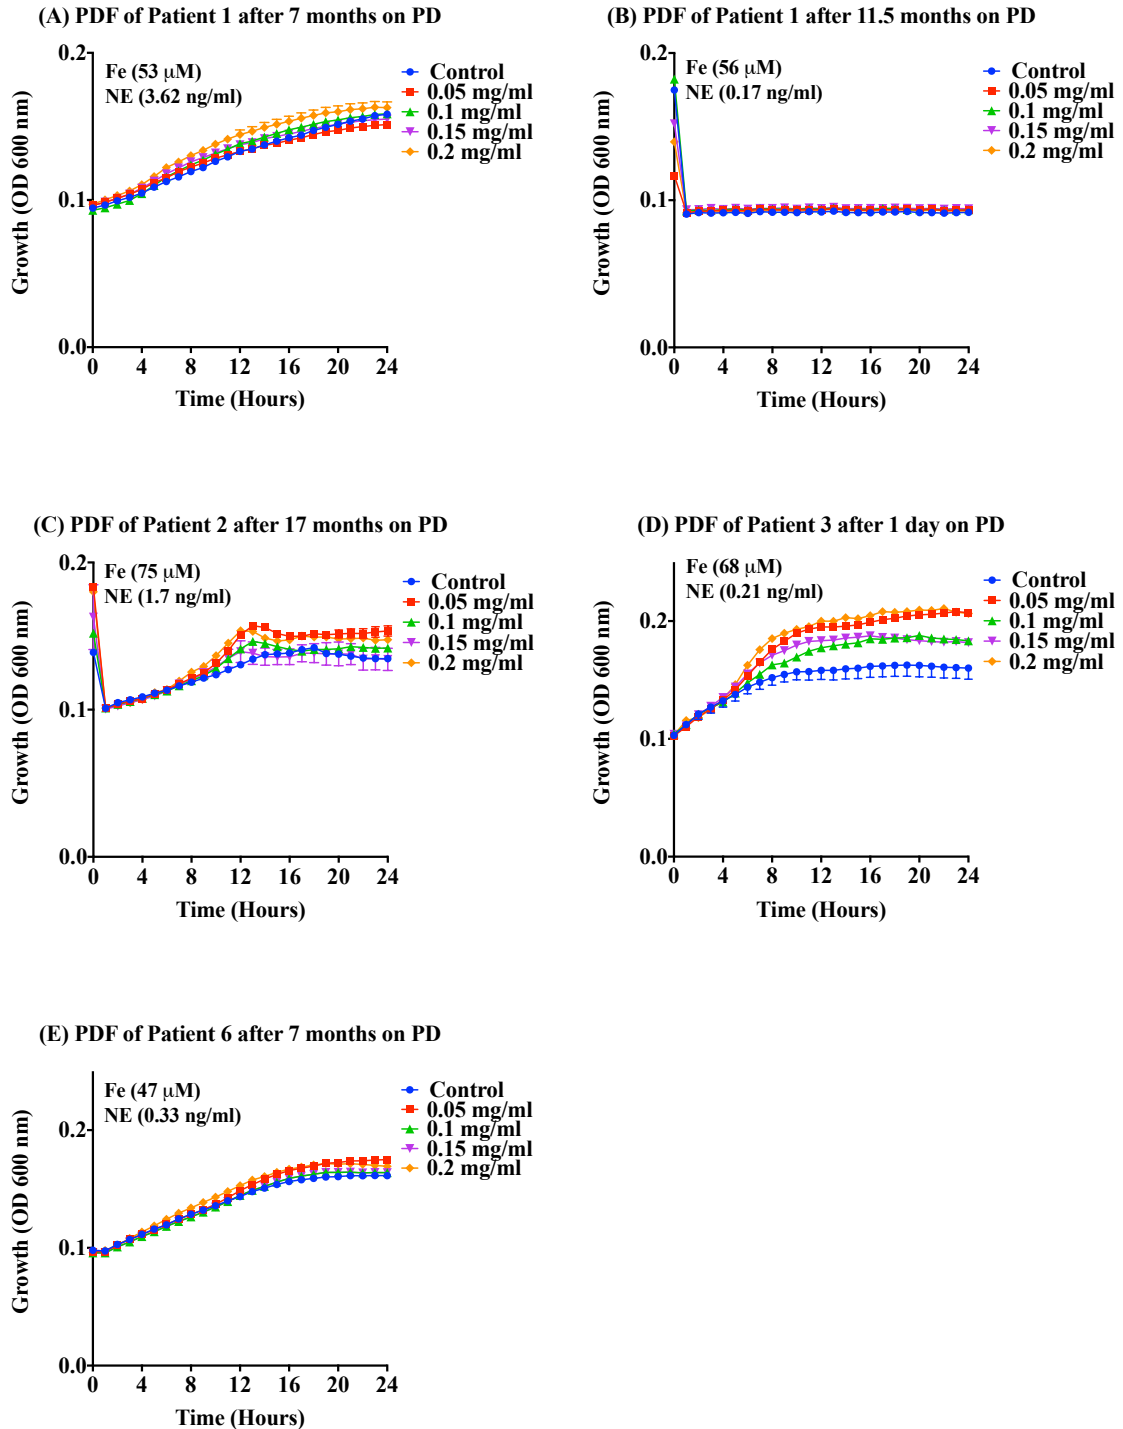 (A) PDF of Patient 1 after 7 months on PD
Growth (OD 600 nm)
0.2
0.1
0.0
Fe (53 μM)
NE (3.62 ng/ml)
Control
0.05 mg/ml
0.1 mg/ml
0.15 mg/ml
0.2 mg/ml
0 4 8 12 16 20 24
Time (Hours)
(B) PDF of Patient 1 after 11.5 months on PD
Growth (OD 600 nm)
0.2
0.1
0.0
Fe (56 μM)
NE (0.17 ng/ml)
Control
0.05 mg/ml
0.1 mg/ml
0.15 mg/ml
0.2 mg/ml
0 4 8 12 16 20 24
Time (Hours)
(C) PDF of Patient 2 after 17 months on PD
Growth (OD 600 nm)
0.2
0.1
0.0
Fe (75 μM)
NE (1.7 ng/ml)
Control
0.05 mg/ml
0.1 mg/ml
0.15 mg/ml
0.2 mg/ml
0 4 8 12 16 20 24
Time (Hours)
(D) PDF of Patient 3 after 1 day on PD
Growth (OD 600 nm)
0.2
0.1
0.0
Fe (68 μM)
NE (0.21 ng/ml)
Control
0.05 mg/ml
0.1 mg/ml
0.15 mg/ml
0.2 mg/ml
0 4 8 12 16 20 24
Time (Hours)
(E) PDF of Patient 6 after 7 months on PD
Growth (OD 600 nm)
0.2
0.1
0.0
Fe (47 μM)
NE (0.33 ng/ml)
Control
0.05 mg/ml
0.1 mg/ml
0.15 mg/ml
0.2 mg/ml
0 4 8 12 16 20 24
Time (Hours)